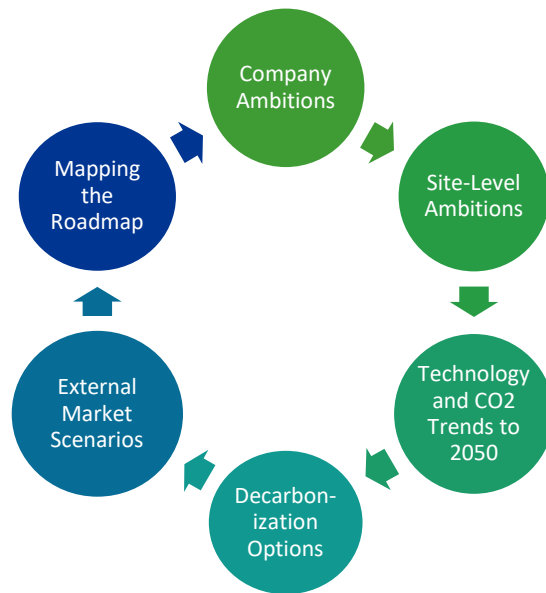 Company
Ambitions
Site-Level
Ambitions
Technology
and CO2
Trends to
2050
Decarbon-
ization
Options
External
Market
Scenarios
Mapping
the
Roadmap